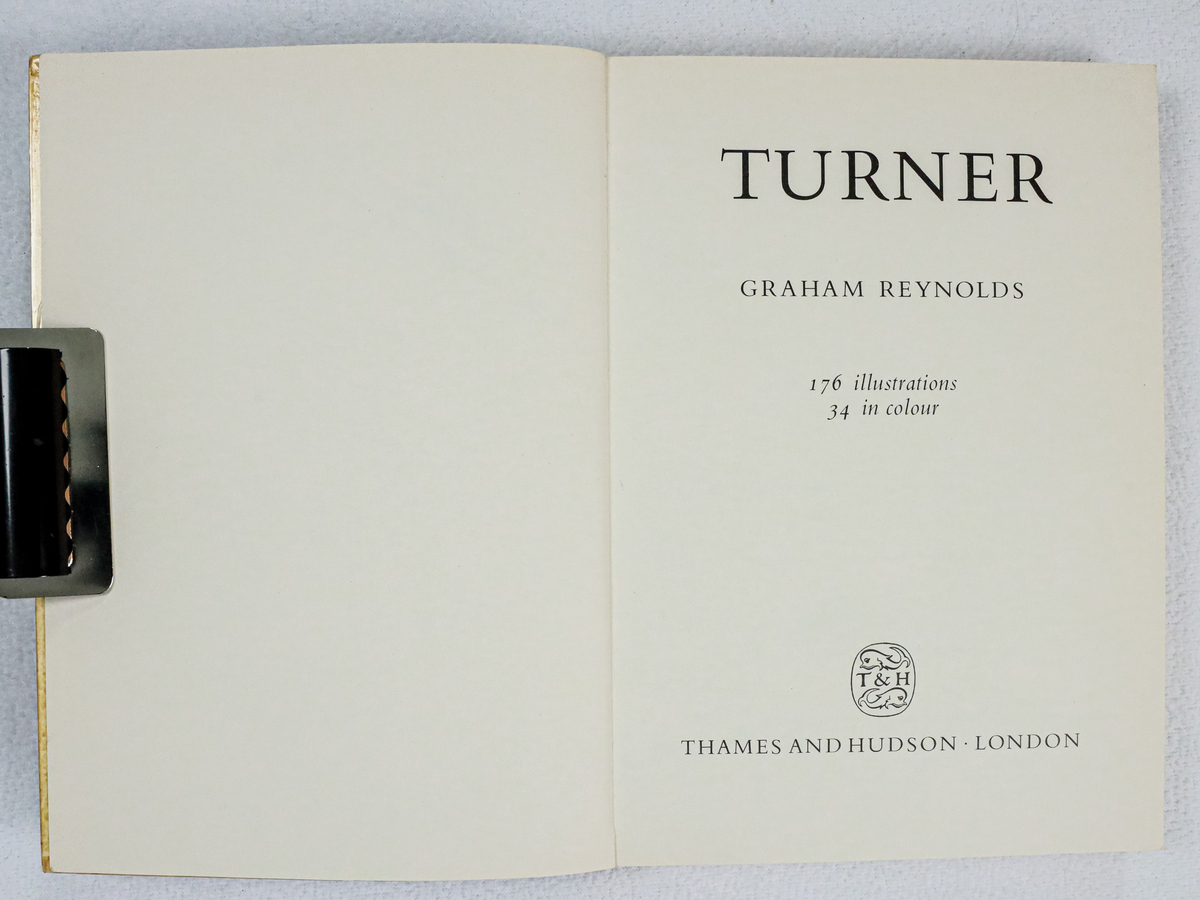 TURNER
GRAHAM REYNOLDS
176 illustrations
34 in colour
T & H
THAMES AND HUDSON · LONDON